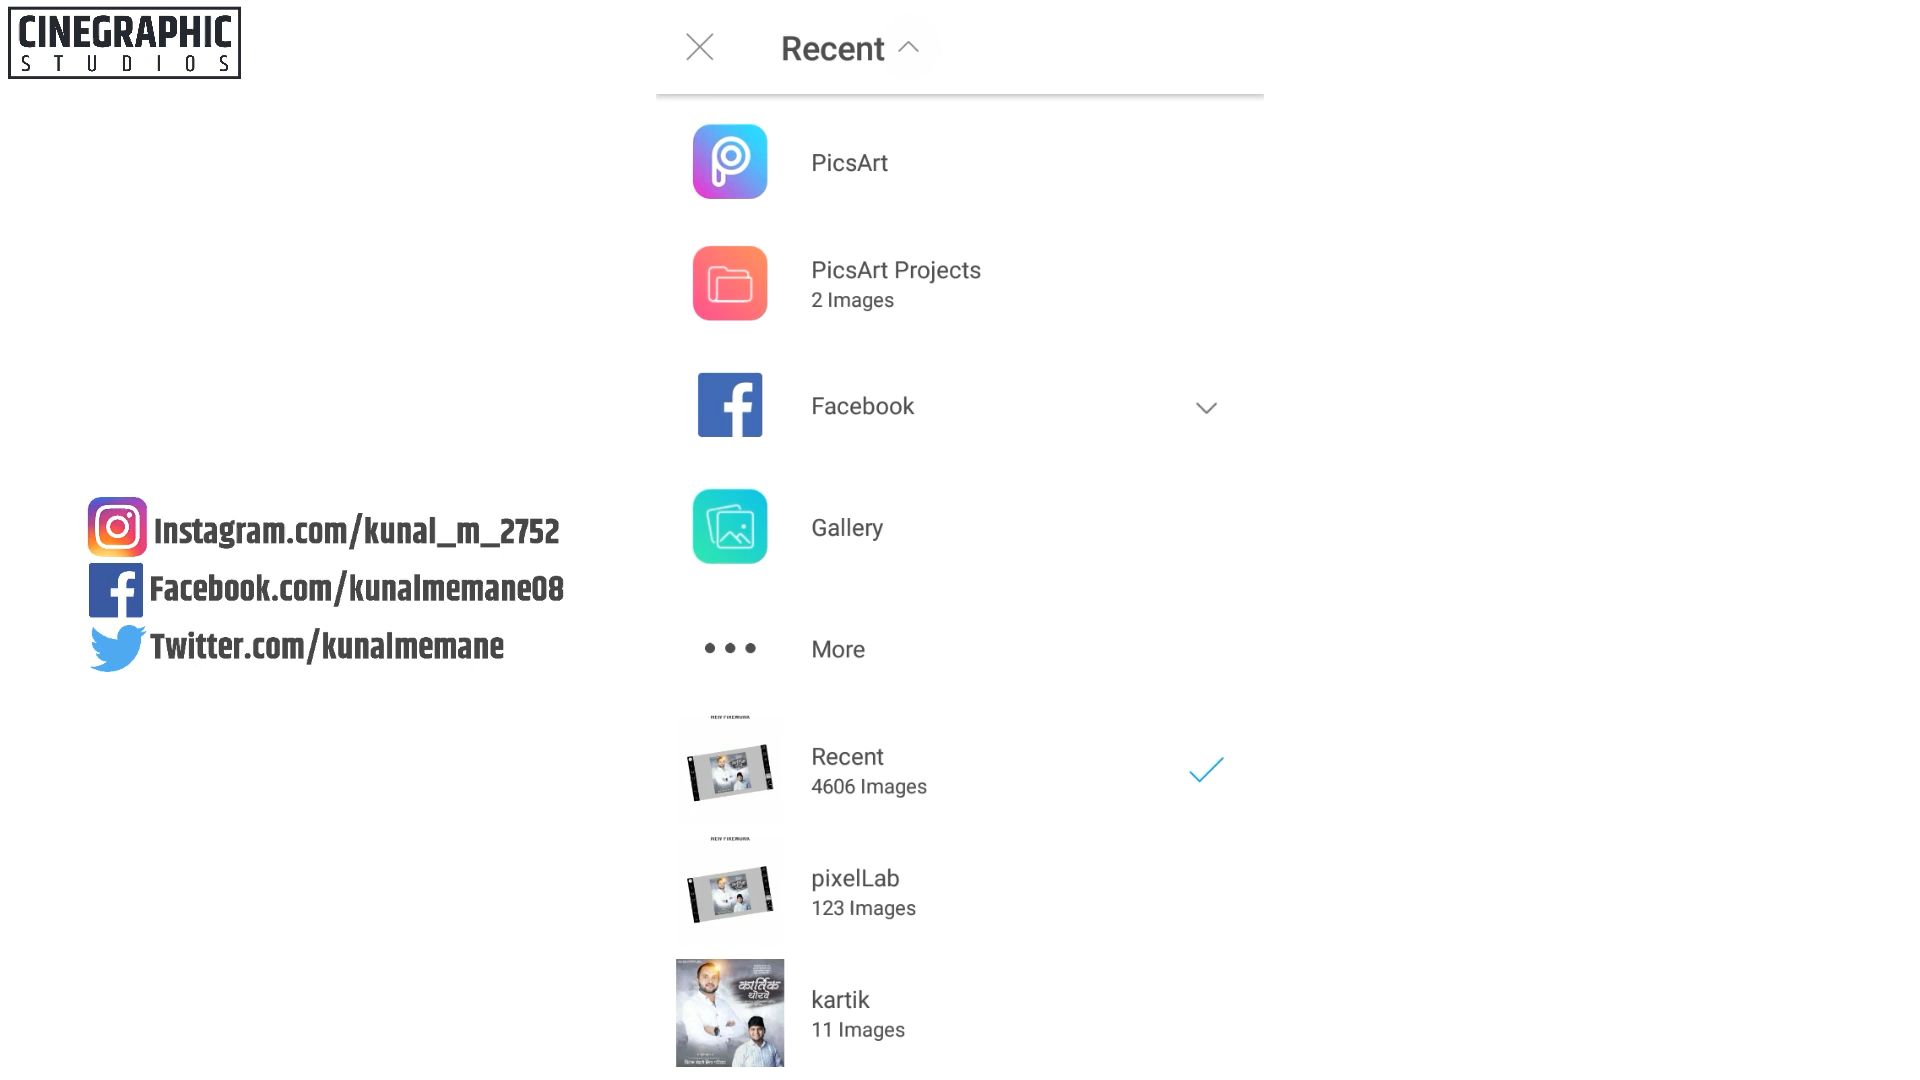 CINEGRAPHIC
STUDIOS
Recent
PicsArt
PicsArt Projects
2 Images
Facebook
Gallery
Instagram.com/kunal_m_2752
Facebook.com/kunalmemane08
Twitter.com/kunalmemane
More
Recent
4606 Images
pixelLab
123 Images
कार्तिक
kartik
11 Images